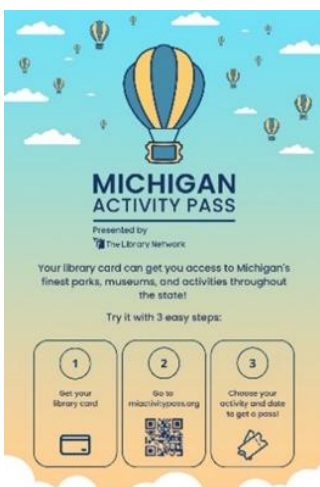 MICHIGAN
ACTIVITY PASS
Presented by
The Library Network
Your library card can get you access to Michigan's
finest parks, museums, and activities throughout
the state!
Try it with 3 easy steps:
1
Get your
library card
2
Go to
miactivitypass.org
3
Choose your
activity and date
to get a pass!